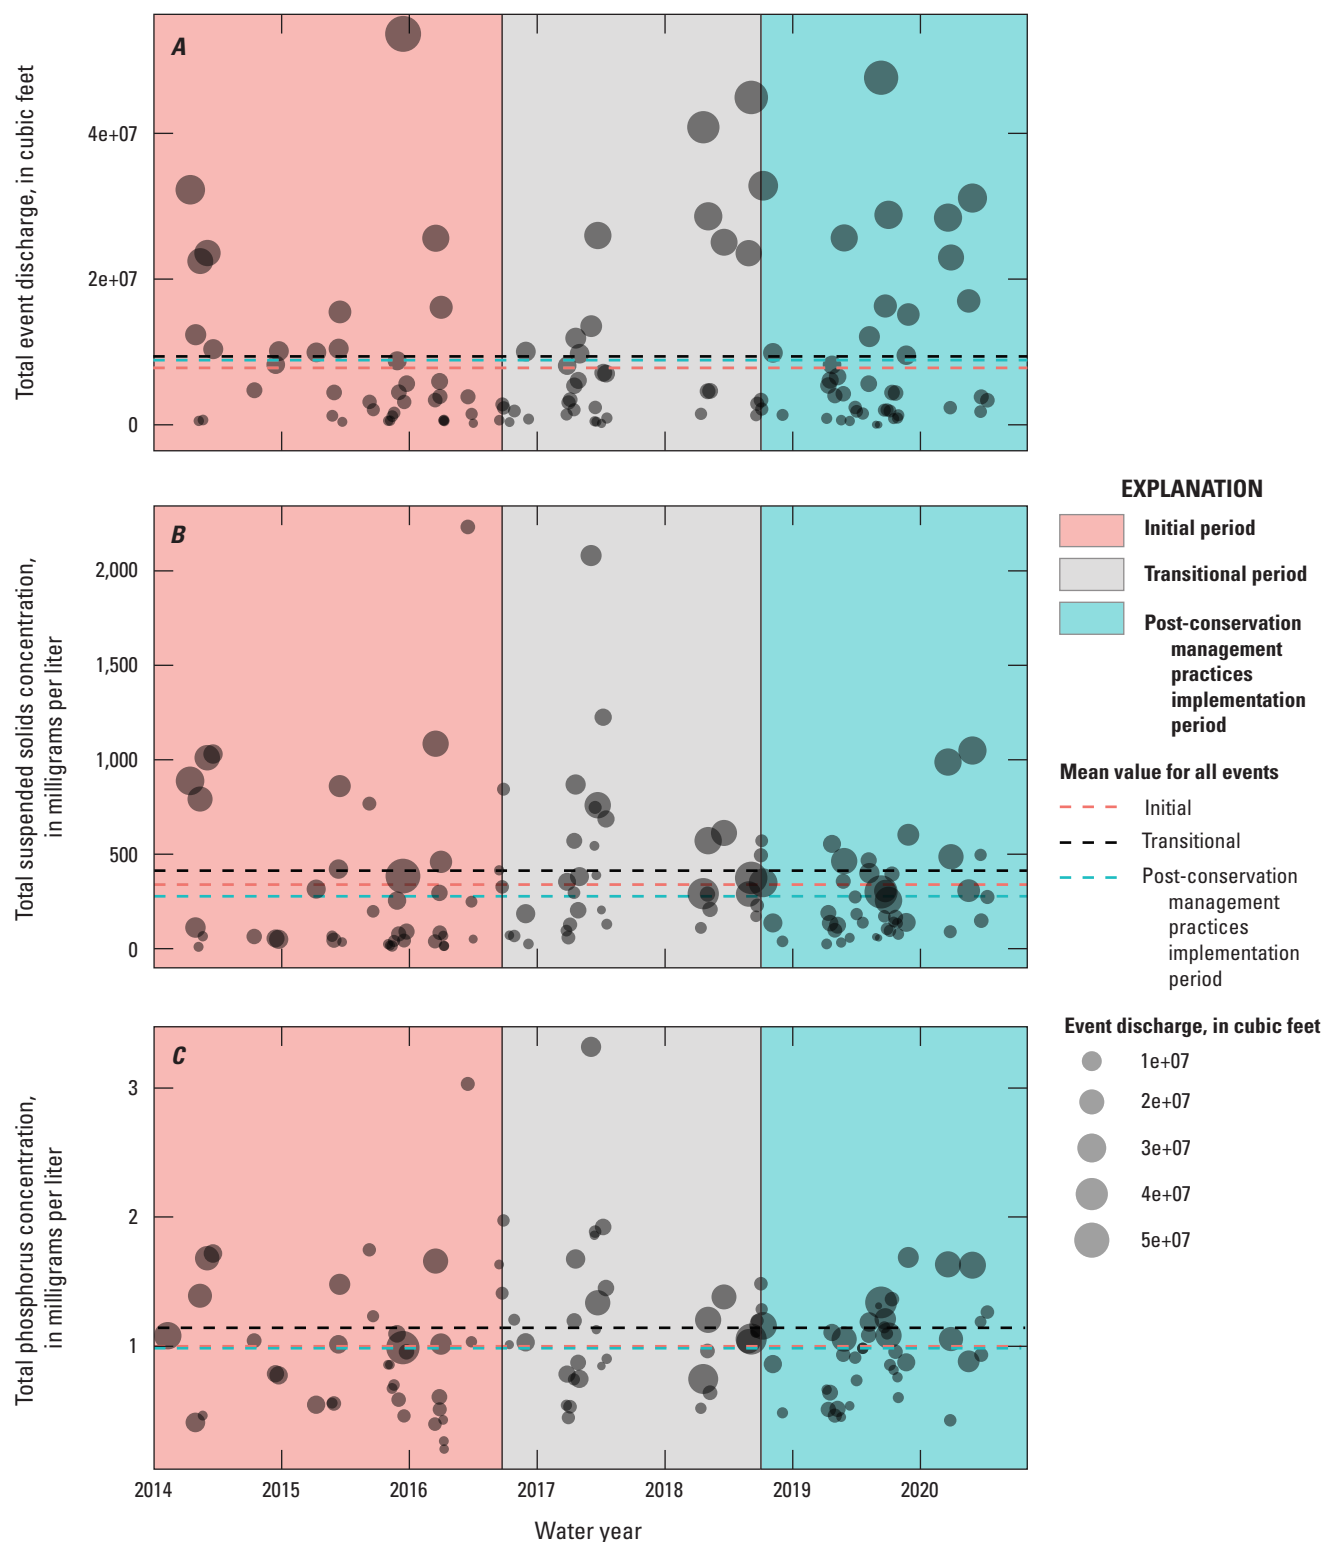 A
Total event discharge, in cubic feet
4e+07
2e+07
0
B
Total suspended solids concentration,
in milligrams per liter
2,000
1,500
1,000
500
0
C
Total phosphorus concentration,
in milligrams per liter
3
2
1
2014
2015
2016
2017
2018
2019
2020
Water year
EXPLANATION
Initial period
Transitional period
Post-conservation
management
practices
implementation
period
Mean value for all events
Initial
Transitional
Post-conservation
management
practices
implementation
period
Event discharge, in cubic feet
1e+07
2e+07
3e+07
4e+07
5e+07